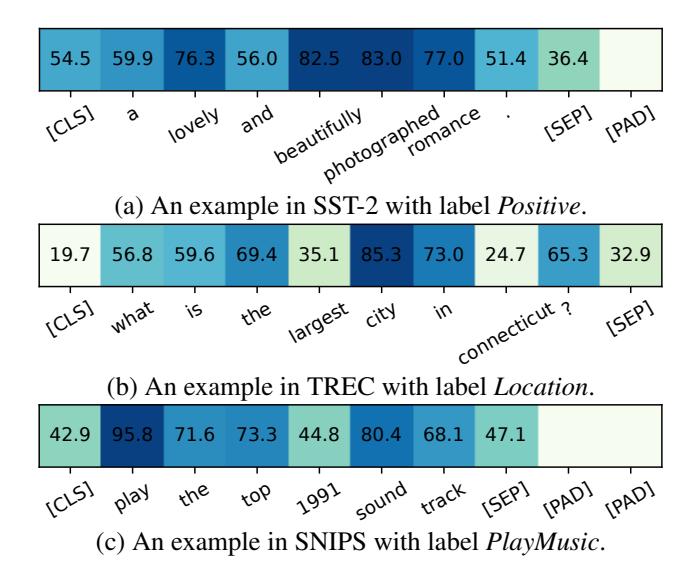 54.5 59.9 76.3 56.0 82.5 83.0 77.0 51.4 36.4
[CLS] a lovely and beautifully photographed romance . [SEP] [PAD]
(a) An example in SST-2 with label Positive.
19.7 56.8 59.6 69.4 35.1 85.3 73.0 24.7 65.3 32.9
[CLS] what is the largest city in connecticut ? [SEP]
(b) An example in TREC with label Location.
42.9 95.8 71.6 73.3 44.8 80.4 68.1 47.1
[CLS] play the top 1991 sound track [SEP] [PAD] [PAD]
(c) An example in SNIPS with label PlayMusic.